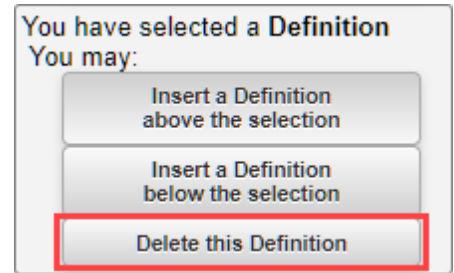 You have selected a Definition
You may:
Insert a Definition
above the selection
Insert a Definition
below the selection
Delete this Definition